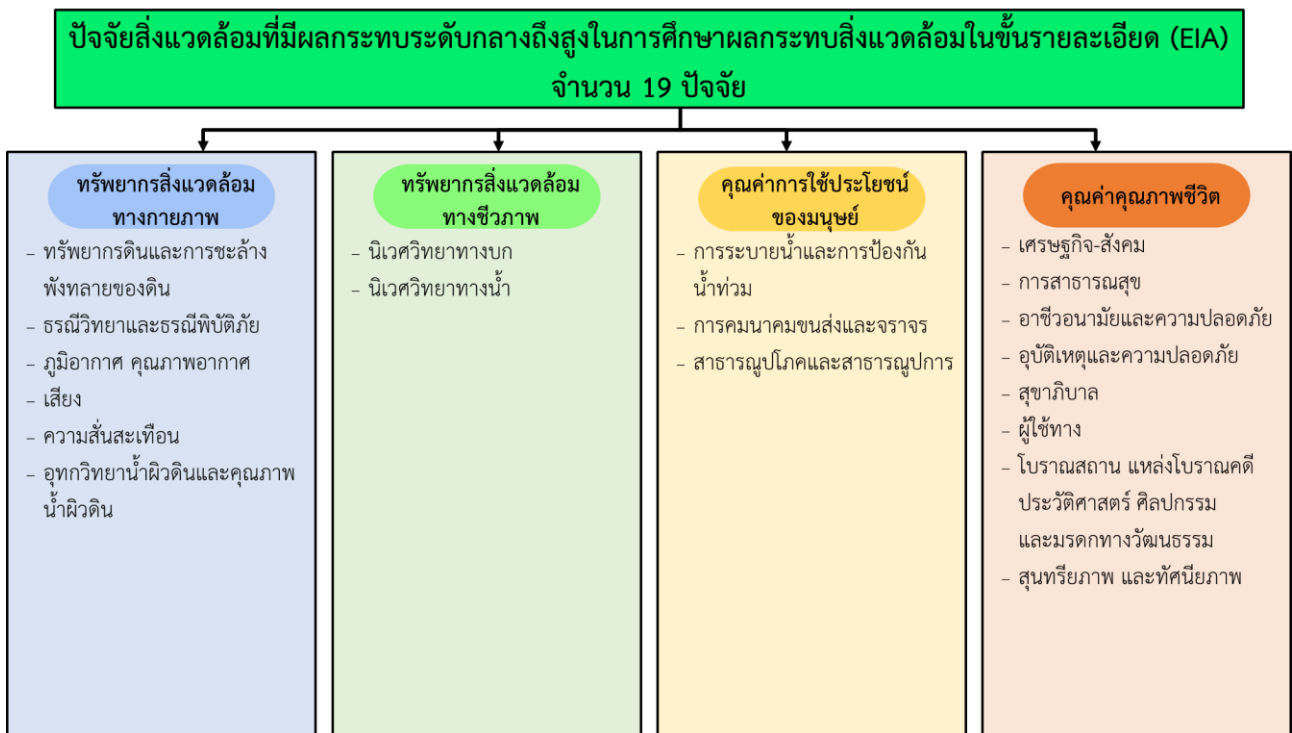 ปัจจัยสิ่งแวดล้อมที่มีผลกระทบระดับกลางถึงสูงในการศึกษาผลกระทบสิ่งแวดล้อมในขั้นรายละเอียด (EIA)
จำนวน 19 ปัจจัย
ทรัพยากรสิ่งแวดล้อม
ทางกายภาพ
– ทรัพยากรดินและการชะล้าง
พังทลายของดิน
– ธรณีวิทยาและธรณีพิบัติภัย
– ภูมิอากาศ คุณภาพอากาศ
– เสียง
– ความสั่นสะเทือน
– อุทกวิทยาน้ำผิวดินและคุณภาพ
น้ำผิวดิน
ทรัพยากรสิ่งแวดล้อม
ทางชีวภาพ
– นิเวศวิทยาทางบก
– นิเวศวิทยาทางน้ำ
คุณค่าการใช้ประโยชน์
ของมนุษย์
– การระบายน้ำและการป้องกัน
น้ำท่วม
– การคมนาคมขนส่งและจราจร
– สาธารณูปโภคและสาธารณูปการ
คุณค่าคุณภาพชีวิต
– เศรษฐกิจ-สังคม
– การสาธารณสุข
– อาชีวอนามัยและความปลอดภัย
– อุบัติเหตุและความปลอดภัย
– สุขาภิบาล
– ผู้ใช้ทาง
– โบราณสถาน แหล่งโบราณคดี
ประวัติศาสตร์ ศิลปกรรม
และมรดกทางวัฒนธรรม
– สุนทรียภาพ และทัศนียภาพ